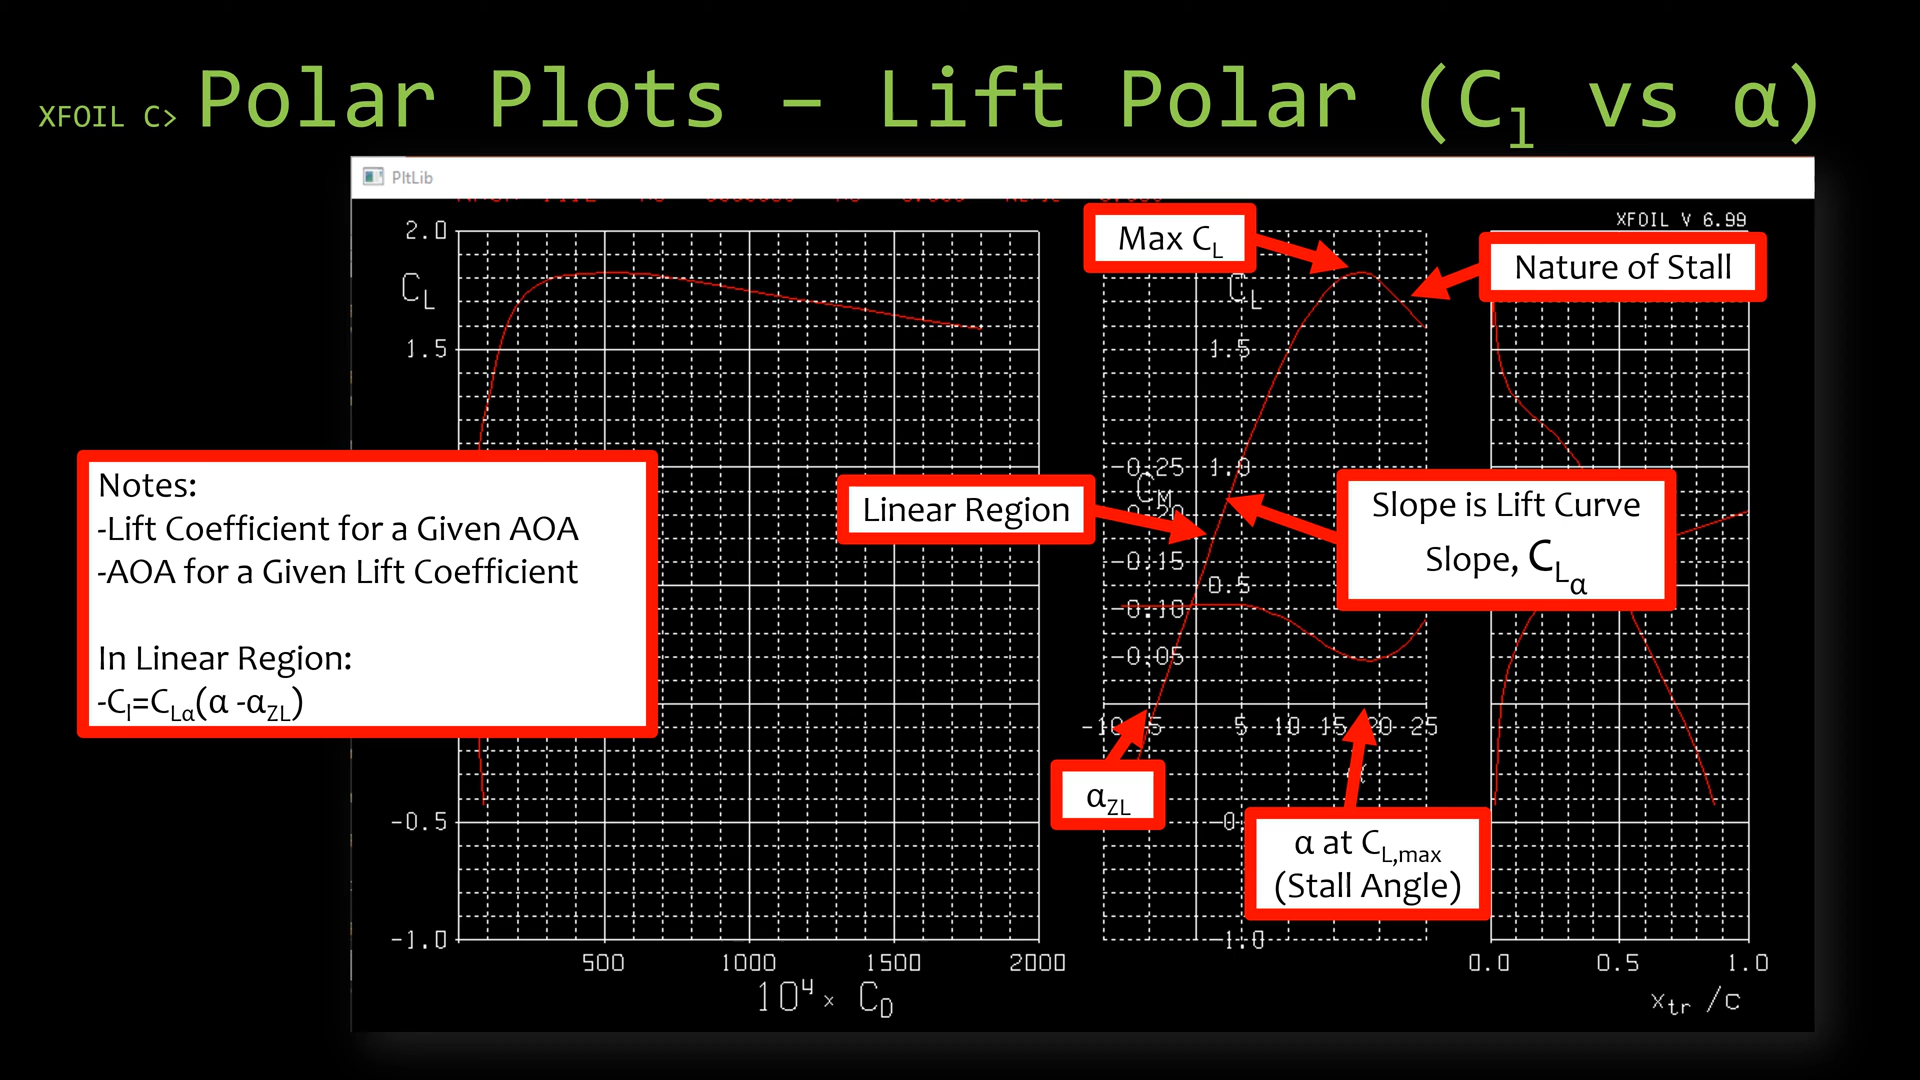 XFOIL C> Polar Plots – Lift Polar (Cl vs α)
PltLib
XFOIL V 6.99
2.0
CL
1.5
-0.5
-1.0
500 1000 1500 2000
10⁴× CD
Notes:
-Lift Coefficient for a Given AOA
-AOA for a Given Lift Coefficient
In Linear Region:
-Cl=CLα(α -αZL)
Max CL
Nature of Stall
CL
1.5
Linear Region
-0.25 1.0
CM
-0.20
-0.15
0.5
-0.10
-0.05
Slope is Lift Curve
Slope, CLα
-10 -5 5 10 15 20 25
αZL
α at CL,max
(Stall Angle)
-1.0
0.0 0.5 1.0
xtr/c